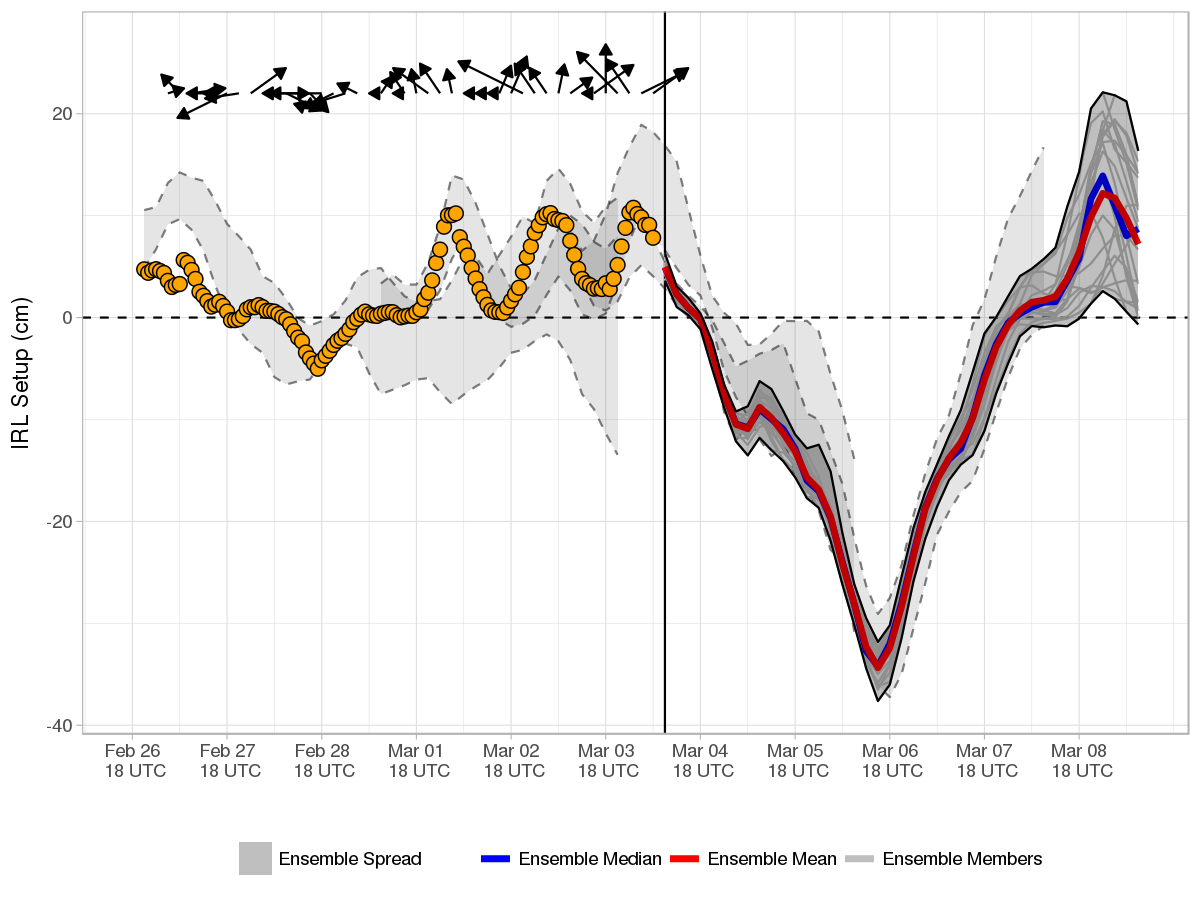 IRL Setup (cm)
20
0
-20
-40
Feb 26 Feb 27 Feb 28 Mar 01 Mar 02 Mar 03 Mar 04 Mar 05 Mar 06 Mar 07 Mar 08
18 UTC 18 UTC 18 UTC 18 UTC 18 UTC 18 UTC 18 UTC 18 UTC 18 UTC 18 UTC 18 UTC
Ensemble Spread Ensemble Median Ensemble Mean Ensemble Members